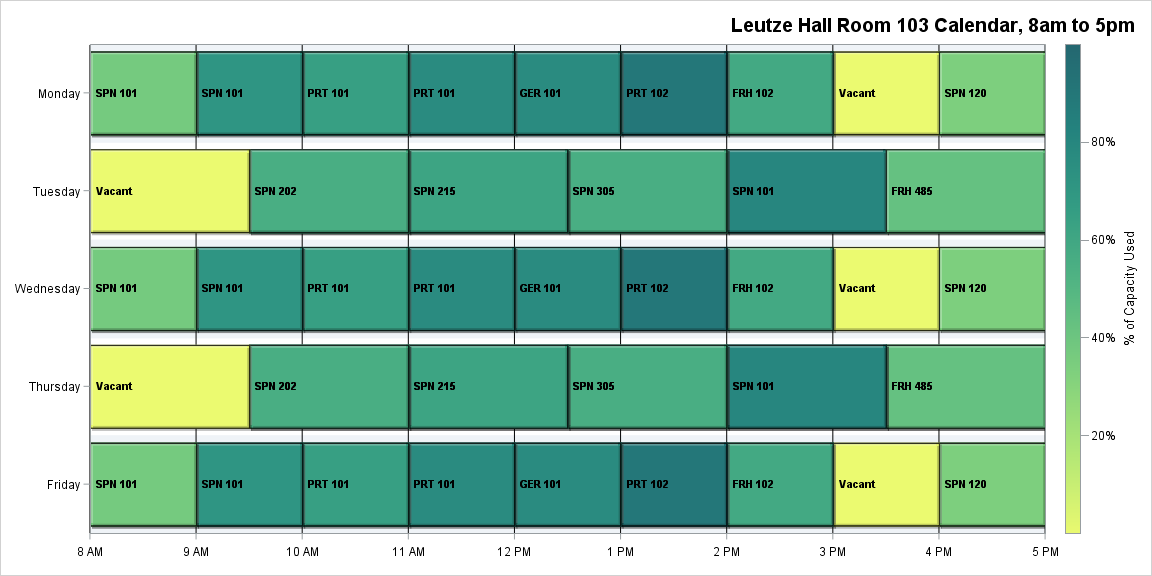 Leutze Hall Room 103 Calendar, 8am to 5pm
Monday
SPN 101
SPN 101
PRT 101
PRT 101
GER 101
PRT 102
FRH 102
Vacant
SPN 120
Tuesday
Vacant
SPN 202
SPN 215
SPN 305
SPN 101
FRH 485
Wednesday
SPN 101
SPN 101
PRT 101
PRT 101
GER 101
PRT 102
FRH 102
Vacant
SPN 120
Thursday
Vacant
SPN 202
SPN 215
SPN 305
SPN 101
FRH 485
Friday
SPN 101
SPN 101
PRT 101
PRT 101
GER 101
PRT 102
FRH 102
Vacant
SPN 120
8 AM
9 AM
10 AM
11 AM
12 PM
1 PM
2 PM
3 PM
4 PM
5 PM
80%
60%
40%
20%
% of Capacity Used